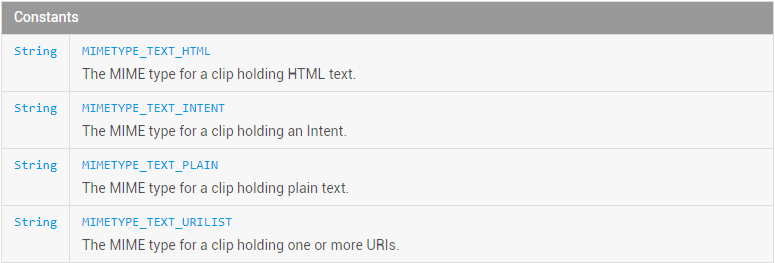 Constants
String MIMETYPE_TEXT_HTML
The MIME type for a clip holding HTML text.
String MIMETYPE_TEXT_INTENT
The MIME type for a clip holding an Intent.
String MIMETYPE_TEXT_PLAIN
The MIME type for a clip holding plain text.
String MIMETYPE_TEXT_URILIST
The MIME type for a clip holding one or more URIs.